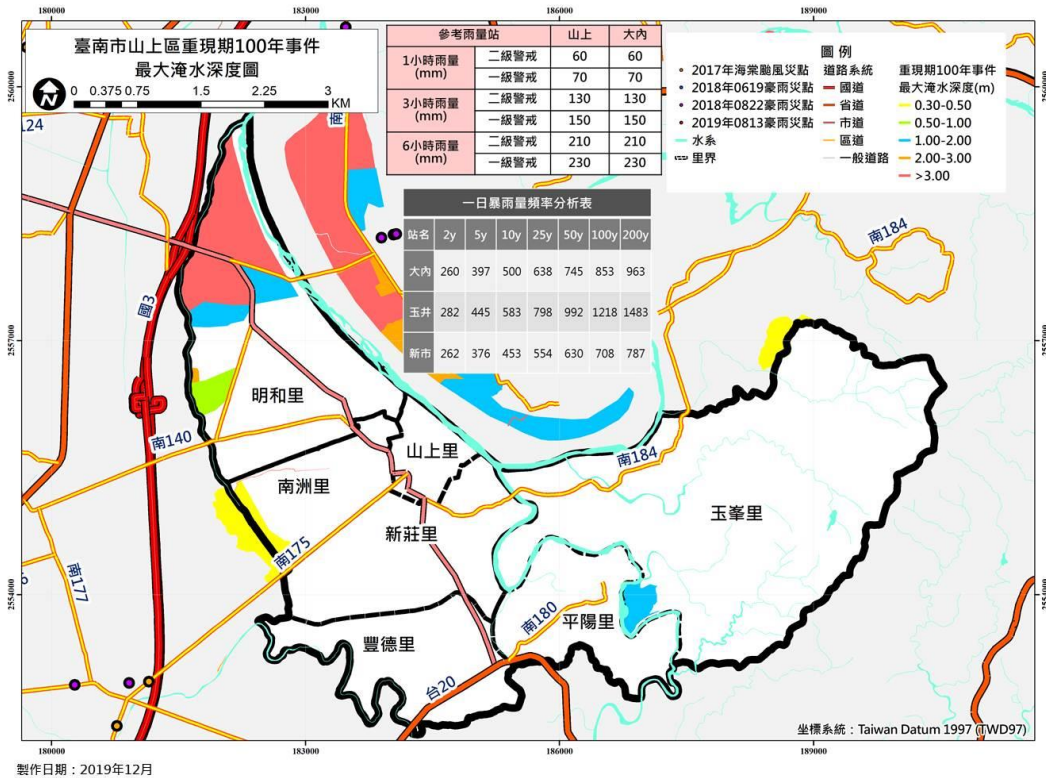 180000 183000 186000 189000
臺南市山上區重現期100年事件
最大淹水深度圖
N
0 0.375 0.75 1.5 2.25 3
KM
參考雨量站 山上 大內
1小時雨量 (mm) 二級警戒 60 60
一級警戒 70 70
3小時雨量 (mm) 二級警戒 130 130
一級警戒 150 150
6小時雨量 (mm) 二級警戒 210 210
一級警戒 230 230
圖例
2017年海棠颱風災點
2018年0619豪雨災點
2018年0822豪雨災點
2019年0813豪雨災點
水系
里界
道路系統
國道
省道
市道
區道
一般道路
重現期100年事件
最大淹水深度(m)
0.30-0.50
0.50-1.00
1.00-2.00
2.00-3.00
>3.00
一日暴雨量頻率分析表
站名 2y 5y 10y 25y 50y 100y 200y
大內 260 397 500 638 745 853 963
玉井 282 445 583 798 992 1218 1483
新市 262 376 453 554 630 708 787
2560000
2560000
124
南
南184
國3
2557000
2557000
明和里
南140
山上里
南184
南洲里
玉峯里
新莊里
南175
南177
6
2554000
2554000
南180
平陽里
豐德里
台20
坐標系統：Taiwan Datum 1997 (TWD97)
180000 183000 186000 189000
製作日期：2019年12月